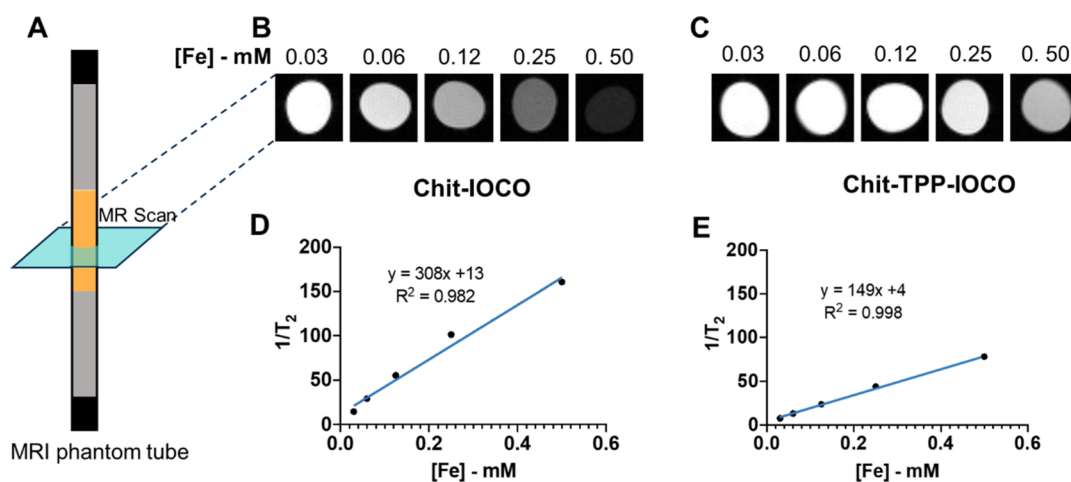 A
B
C
[Fe] - mM 0.03 0.06 0.12 0.25 0. 50
0.03 0.06 0.12 0.25 0. 50
MR Scan
Chit-IOCO
Chit-TPP-IOCO
MRI phantom tube
D
200
150
100
50
0
1/T2
y = 308x +13
R2 = 0.982
0.0 0.2 0.4 0.6
[Fe] - mM
E
200
150
100
50
0
1/T2
y = 149x +4
R2 = 0.998
0.0 0.2 0.4 0.6
[Fe] - mM